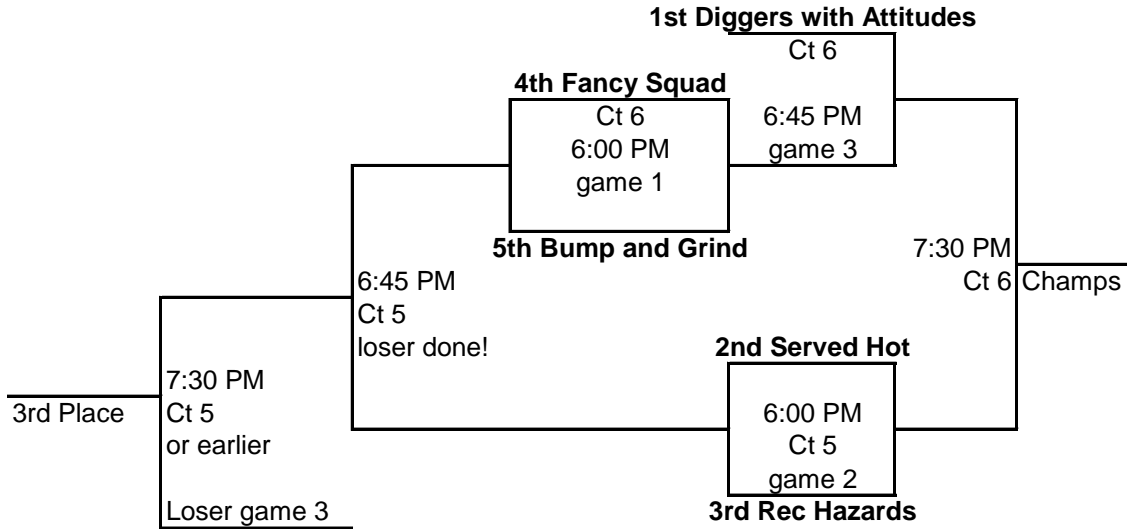 1st Diggers with Attitudes
Ct 6
4th Fancy Squad
Ct 6
6:00 PM
game 1
6:45 PM
game 3
5th Bump and Grind
7:30 PM
Ct 6
Champs
6:45 PM
Ct 5
loser done!
2nd Served Hot
7:30 PM
Ct 5
or earlier
3rd Place
6:00 PM
Ct 5
game 2
Loser game 3
3rd Rec Hazards